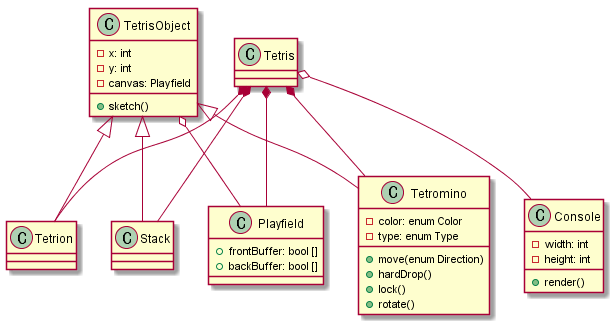 C TetrisObject
x: int
y: int
canvas: Playfield
sketch()
C Tetris
C Tetrion
C Stack
C Playfield
frontBuffer: bool []
backBuffer: bool []
C Tetromino
color: enum Color
type: enum Type
move(enum Direction)
hardDrop()
lock()
rotate()
C Console
width: int
height: int
render()